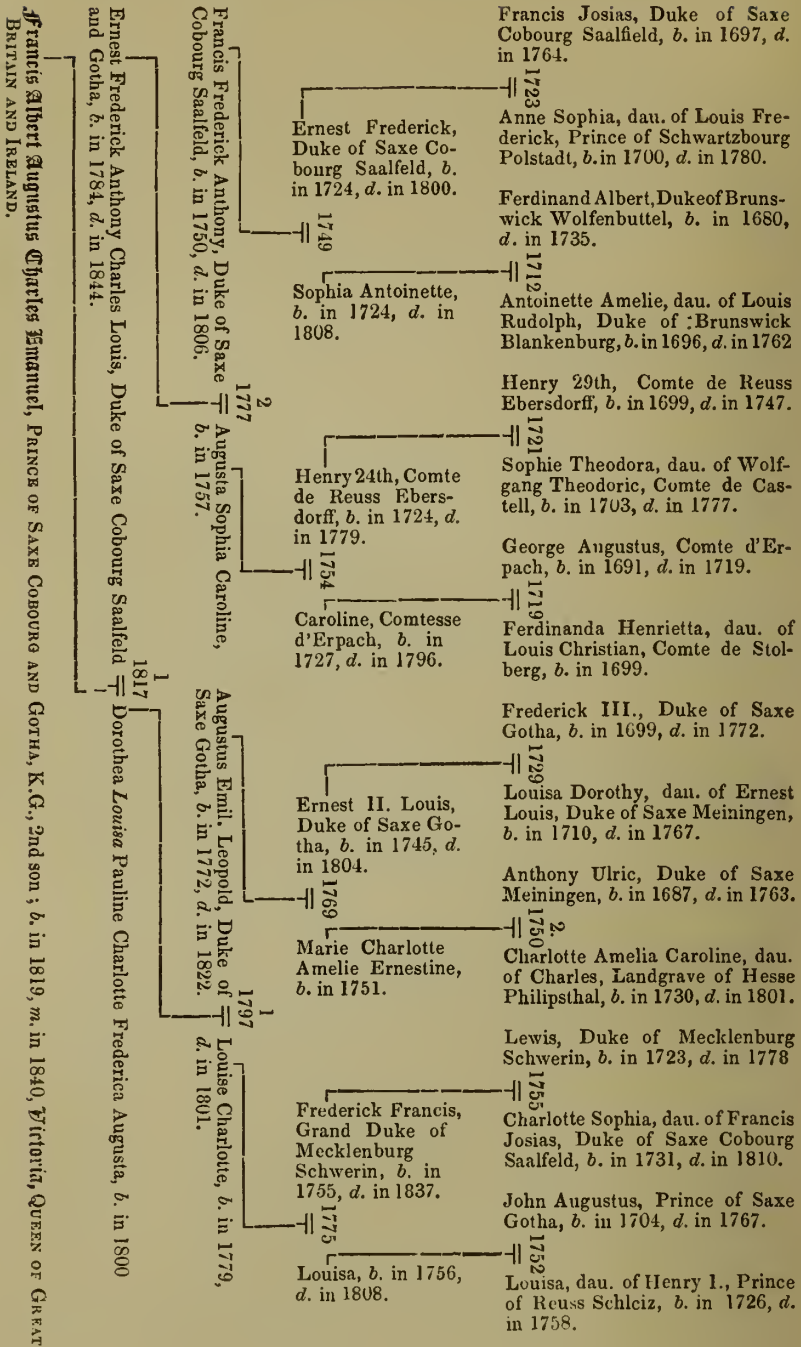 Francis Albert Augustus Charles Emanuel, PRINCE OF SAXE COBOURG AND GOTHA, K.G., 2nd son; b. in 1819, m. in 1840, Victoria, QUEEN OF GREAT
BRITAIN AND IRELAND.
Ernest Frederick Anthony Charles Louis, Duke of Saxe Cobourg Saalfeld
and Gotha, b. in 1784, d. in 1844.
1
1817
Dorothea Louisa Pauline Charlotte Frederica Augusta, b. in 1800
Francis Frederick Anthony, Duke of Saxe
Cobourg Saalfeld, b. in 1750, d. in 1806.
2
1777
Augusta Sophia Caroline,
b. in 1757.
Augustus Emil. Leopold, Duke of
Saxe Gotha, b. in 1772, d. in 1822.
1
1797
Louise Charlotte, b. in 1779,
d. in 1801.
Ernest Frederick,
Duke of Saxe Co-
bourg Saalfeld, b.
in 1724, d. in 1800.
1749
Sophia Antoinette,
b. in 1724, d. in
1808.
Henry 24th, Comte
de Reuss Ebers-
dorff, b. in 1724, d.
in 1779.
1754
Caroline, Comtesse
d'Erpach, b. in
1727, d. in 1796.
Ernest II. Louis,
Duke of Saxe Go-
tha, b. in 1745, d.
in 1804.
1769
Marie Charlotte
Amelie Ernestine,
b. in 1751.
Frederick Francis,
Grand Duke of
Mecklenburg
Schwerin, b. in
1755, d. in 1837.
1775
Louisa, b. in 1756,
d. in 1808.
Francis Josias, Duke of Saxe
Cobourg Saalfield, b. in 1697, d.
in 1764.
1723
Anne Sophia, dau. of Louis Fre-
derick, Prince of Schwartzbourg
Polstadt, b. in 1700, d. in 1780.
Ferdinand Albert, Duke of Bruns-
wick Wolfenbuttel, b. in 1680,
d. in 1735.
1712
Antoinette Amelie, dau. of Louis
Rudolph, Duke of :Brunswick
Blankenburg, b. in 1696, d. in 1762
Henry 29th, Comte de Reuss
Ebersdorff, b. in 1699, d. in 1747.
1721
Sophie Theodora, dau. of Wolf-
gang Theodoric, Comte de Cas-
tell, b. in 1703, d. in 1777.
George Augustus, Comte d'Er-
pach, b. in 1691, d. in 1719.
1719
Ferdinanda Henrietta, dau. of
Louis Christian, Comte de Stol-
berg, b. in 1699.
Frederick III., Duke of Saxe
Gotha, b. in 1699, d. in 1772.
1729
Louisa Dorothy, dau. of Ernest
Louis, Duke of Saxe Meiningen,
b. in 1710, d. in 1767.
Anthony Ulric, Duke of Saxe
Meiningen, b. in 1687, d. in 1763.
2.
1750
Charlotte Amelia Caroline, dau.
of Charles, Landgrave of Hesse
Philipsthal, b. in 1730, d. in 1801.
Lewis, Duke of Mecklenburg
Schwerin, b. in 1723, d. in 1778
1755
Charlotte Sophia, dau. of Francis
Josias, Duke of Saxe Cobourg
Saalfeld, b. in 1731, d. in 1810.
John Augustus, Prince of Saxe
Gotha, b. in 1704, d. in 1767.
1752
Louisa, dau. of Henry I., Prince
of Reuss Schleiz, b. in 1726, d.
in 1758.